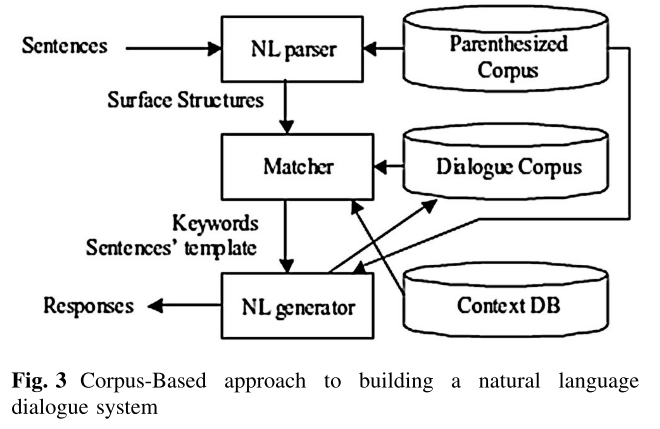 Sentences
NL parser
Parenthesized
Corpus
Surface Structures
Matcher
Dialogue Corpus
Keywords
Sentences' template
Responses
NL generator
Context DB
Fig. 3 Corpus-Based approach to building a natural language
dialogue system